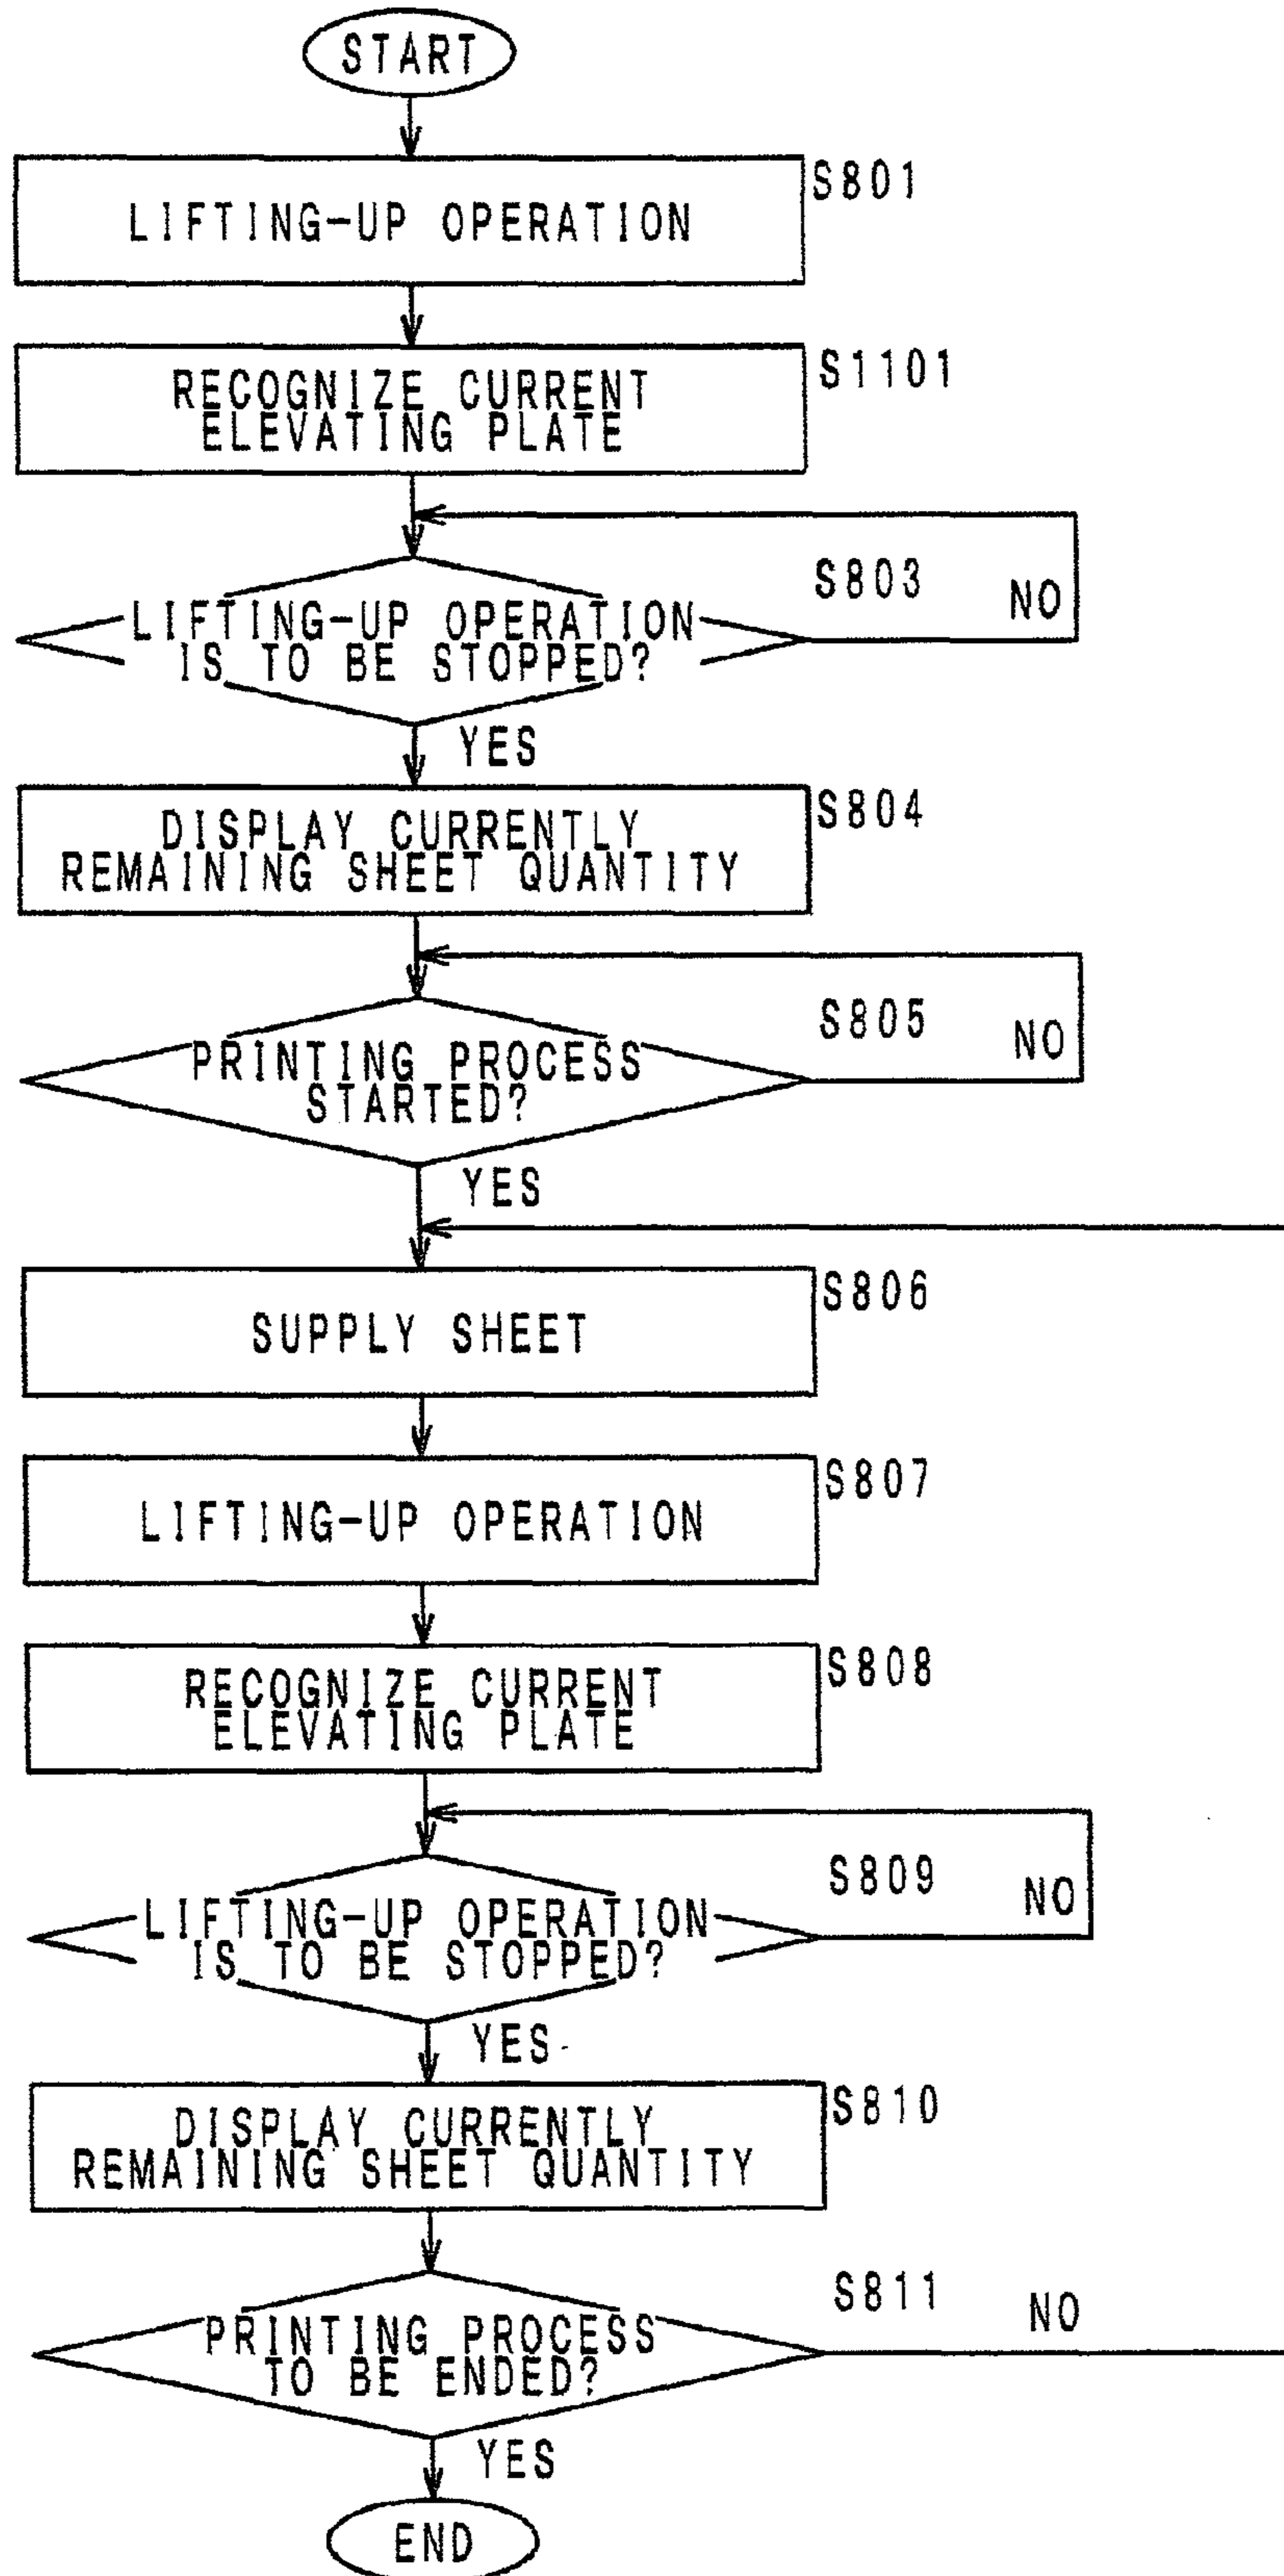 START
S801
LIFTING-UP OPERATION
S1101
RECOGNIZE CURRENT
ELEVATING PLATE
S803
NO
LIFTING-UP OPERATION
IS TO BE STOPPED?
YES
S804
DISPLAY CURRENTLY
REMAINING SHEET QUANTITY
S805
NO
PRINTING PROCESS
STARTED?
YES
S806
SUPPLY SHEET
S807
LIFTING-UP OPERATION
S808
RECOGNIZE CURRENT
ELEVATING PLATE
S809
NO
LIFTING-UP OPERATION
IS TO BE STOPPED?
YES
S810
DISPLAY CURRENTLY
REMAINING SHEET QUANTITY
S811
NO
PRINTING PROCESS
TO BE ENDED?
YES
END